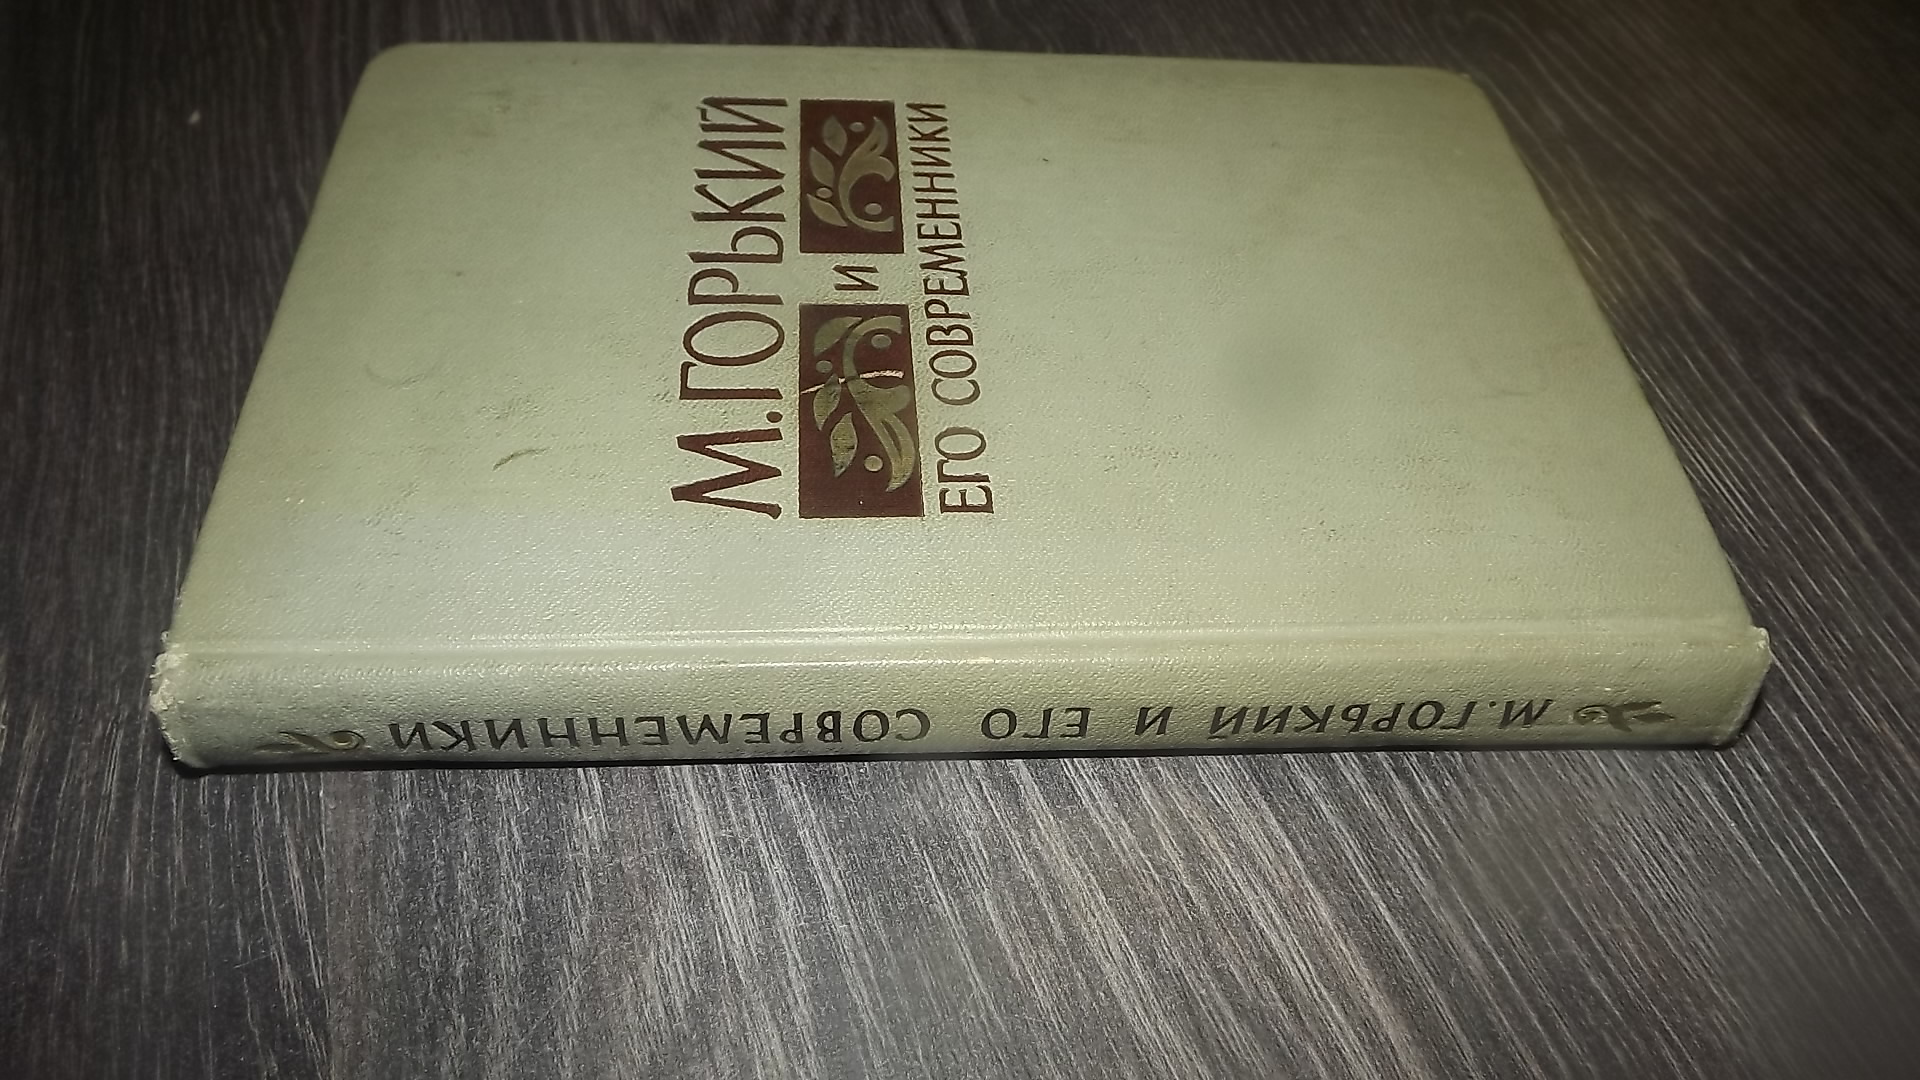 М.ГОРЬКИЙ
И
ЕГО СОВРЕМЕННИКИ
М.ГОРЬКИЙ И ЕГО СОВРЕМЕННИКИ